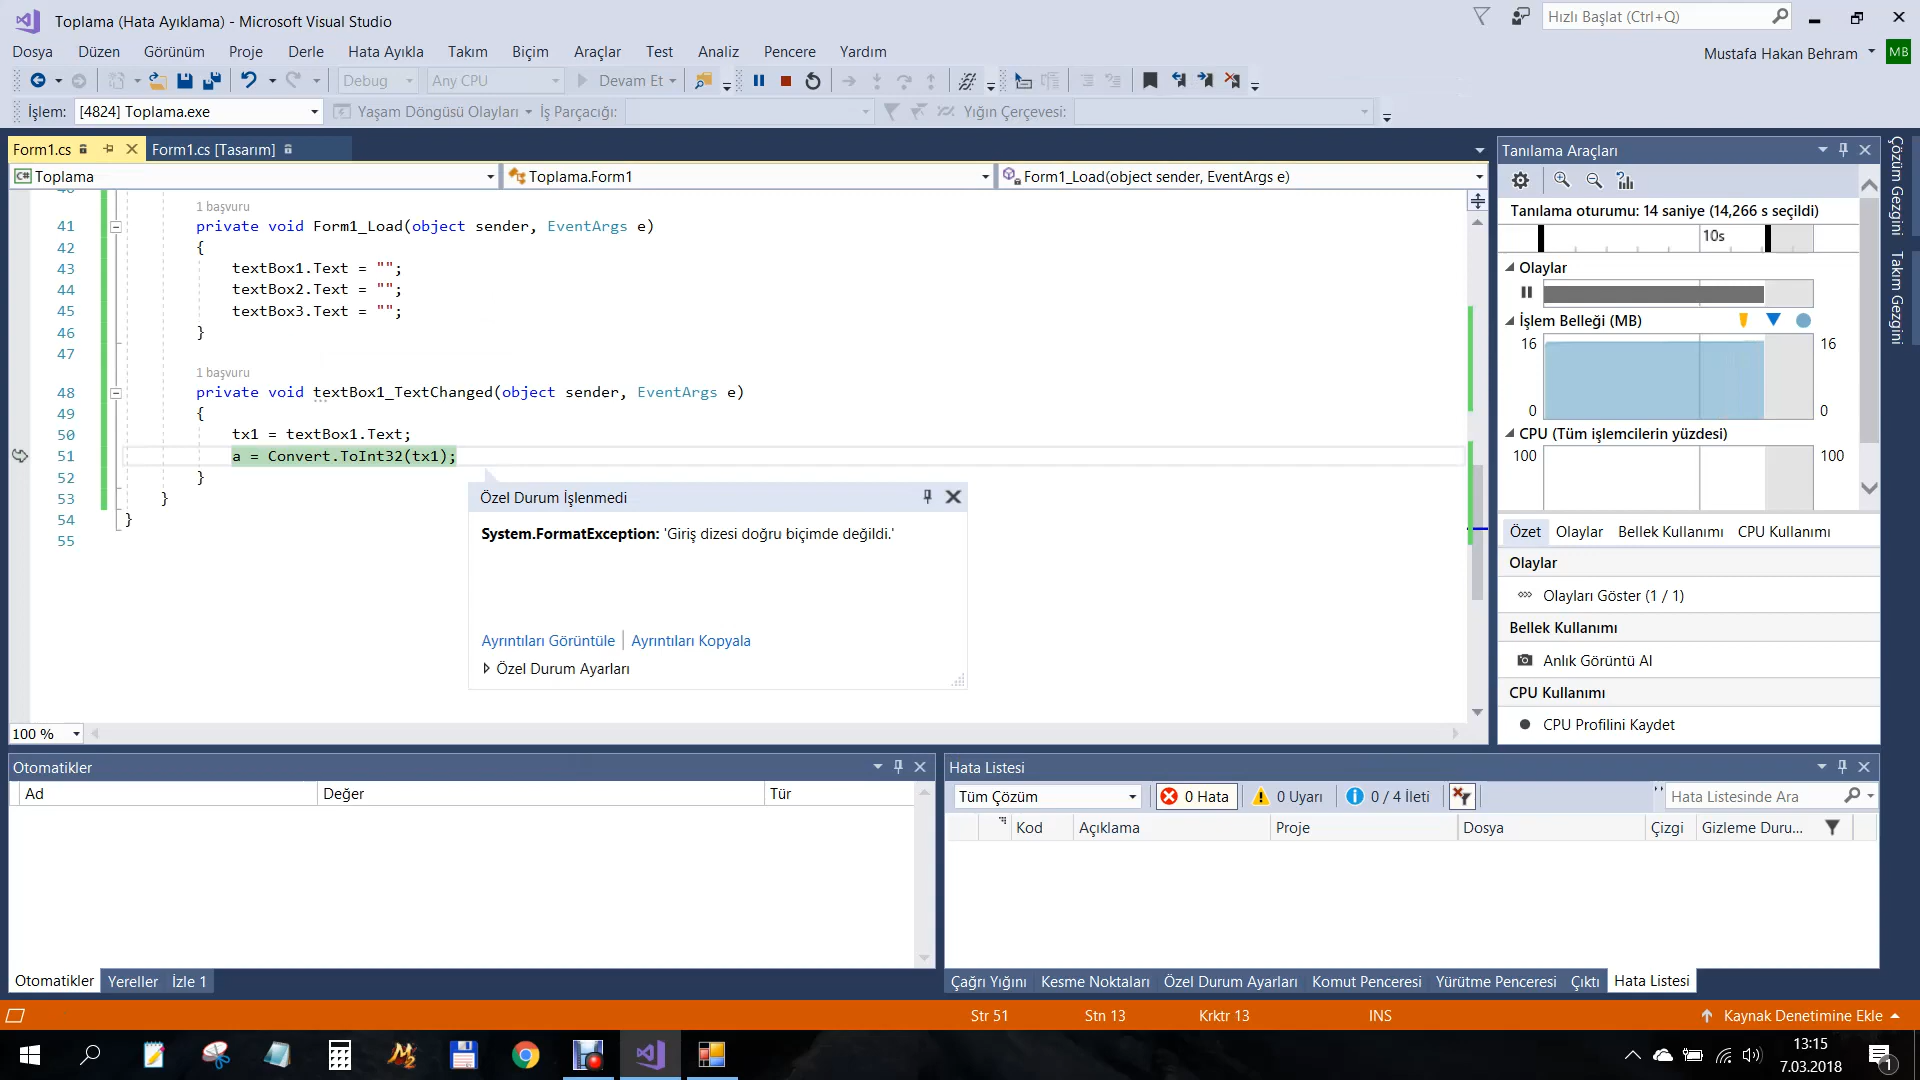 Toplama (Hata Ayıklama) - Microsoft Visual Studio
Hızlı Başlat (Ctrl+Q)
Dosya Düzen Görünüm Proje Derle Hata Ayıkla Takım Biçim Araçlar Test Analiz Pencere Yardım
Mustafa Hakan Behram MB
Debug Any CPU Devam Et
İşlem: [4824] Toplama.exe Yaşam Döngüsü Olayları İş Parçacığı: Yığın Çerçevesi:
Form1.cs Form1.cs [Tasarım]
Toplama Toplama.Form1 Form1_Load(object sender, EventArgs e)
1 başvuru
41 private void Form1_Load(object sender, EventArgs e)
42 {
43 textBox1.Text = "";
44 textBox2.Text = "";
45 textBox3.Text = "";
46 }
47
1 başvuru
48 private void textBox1_TextChanged(object sender, EventArgs e)
49 {
50 tx1 = textBox1.Text;
51 a = Convert.ToInt32(tx1);
52 }
53 }
54 }
55
Özel Durum İşlenmedi
System.FormatException: 'Giriş dizesi doğru biçimde değildi.'
Ayrıntıları Görüntüle Ayrıntıları Kopyala
Özel Durum Ayarları
100 %
Tanılama Araçları
Tanılama oturumu: 14 saniye (14,266 s seçildi)
10s
Olaylar
İşlem Belleği (MB)
16 16
0 0
CPU (Tüm işlemcilerin yüzdesi)
100 100
Özet Olaylar Bellek Kullanımı CPU Kullanımı
Olaylar
Olayları Göster (1 / 1)
Bellek Kullanımı
Anlık Görüntü Al
CPU Kullanımı
CPU Profilini Kaydet
Çözüm Gezgini
Takım Gezgini
Otomatikler
Ad Değer Tür
Otomatikler Yereller İzle 1
Hata Listesi
Tüm Çözüm 0 Hata 0 Uyarı 0 / 4 İleti Hata Listesinde Ara
Kod Açıklama Proje Dosya Çizgi Gizleme Duru...
Çağrı Yığını Kesme Noktaları Özel Durum Ayarları Komut Penceresi Yürütme Penceresi Çıktı Hata Listesi
Str 51 Stn 13 Krktr 13 INS Kaynak Denetimine Ekle
13:15
7.03.2018
1